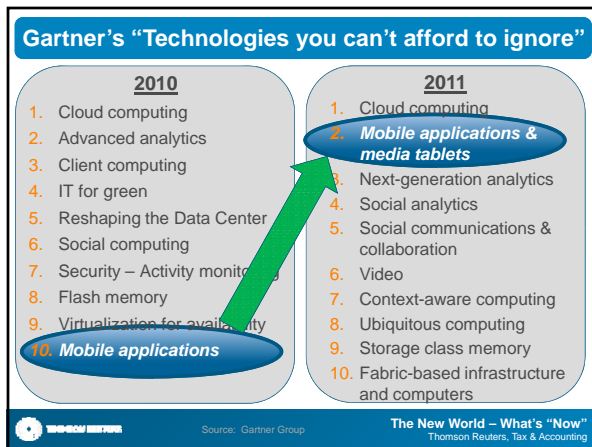 Gartner's “Technologies you can't afford to ignore”
2010
1. Cloud computing
2. Advanced analytics
3. Client computing
4. IT for green
5. Reshaping the Data Center
6. Social computing
7. Security – Activity monitoring
8. Flash memory
9. Virtualization for availability
10. Mobile applications
2011
1. Cloud computing
2. Mobile applications &
media tablets
3. Next-generation analytics
4. Social analytics
5. Social communications &
collaboration
6. Video
7. Context-aware computing
8. Ubiquitous computing
9. Storage class memory
10. Fabric-based infrastructure
and computers
THOMSON REUTERS
Source: Gartner Group
The New World – What's “Now”
Thomson Reuters, Tax & Accounting